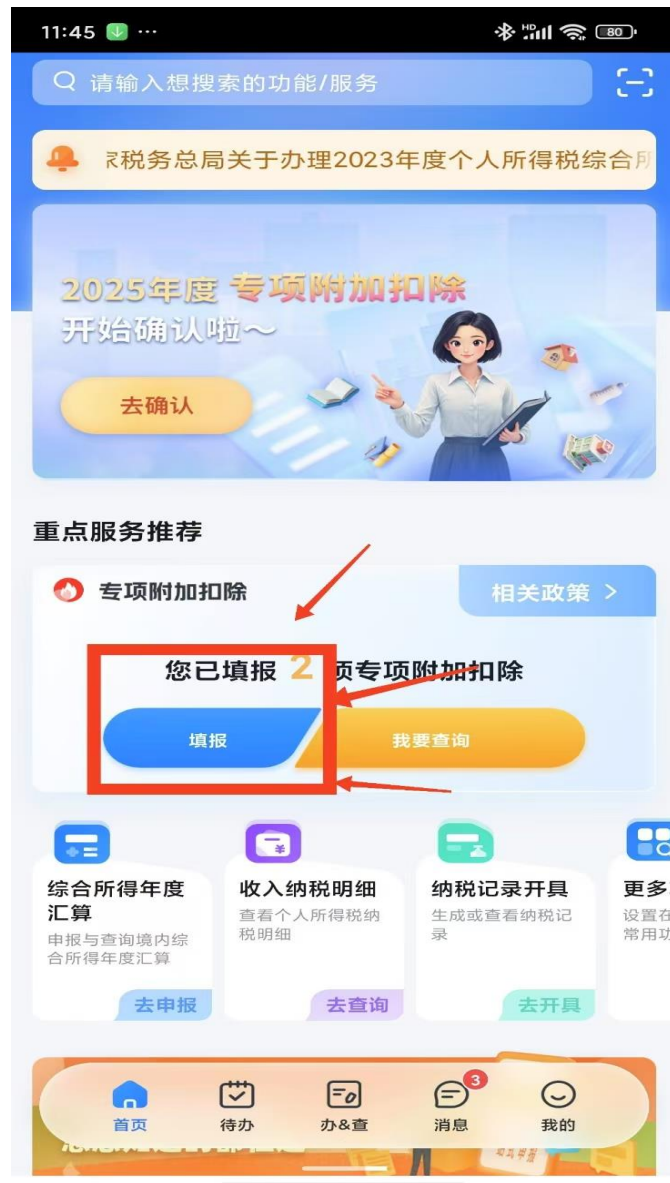 11:45
HD
80
请输入想搜索的功能/服务
家税务总局关于办理2023年度个人所得税综合所
2025年度 专项附加扣除
开始确认啦～
去确认
重点服务推荐
专项附加扣除
相关政策 >
您已填报 2 项专项附加扣除
填报
我要查询
综合所得年度
汇算
申报与查询境内综
合所得年度汇算
去申报
收入纳税明细
查看个人所得税纳
税明细
去查询
纳税记录开具
生成或查看纳税记
录
去开具
更多
设置在
常用功
首页
待办
办&查
消息
3
我的